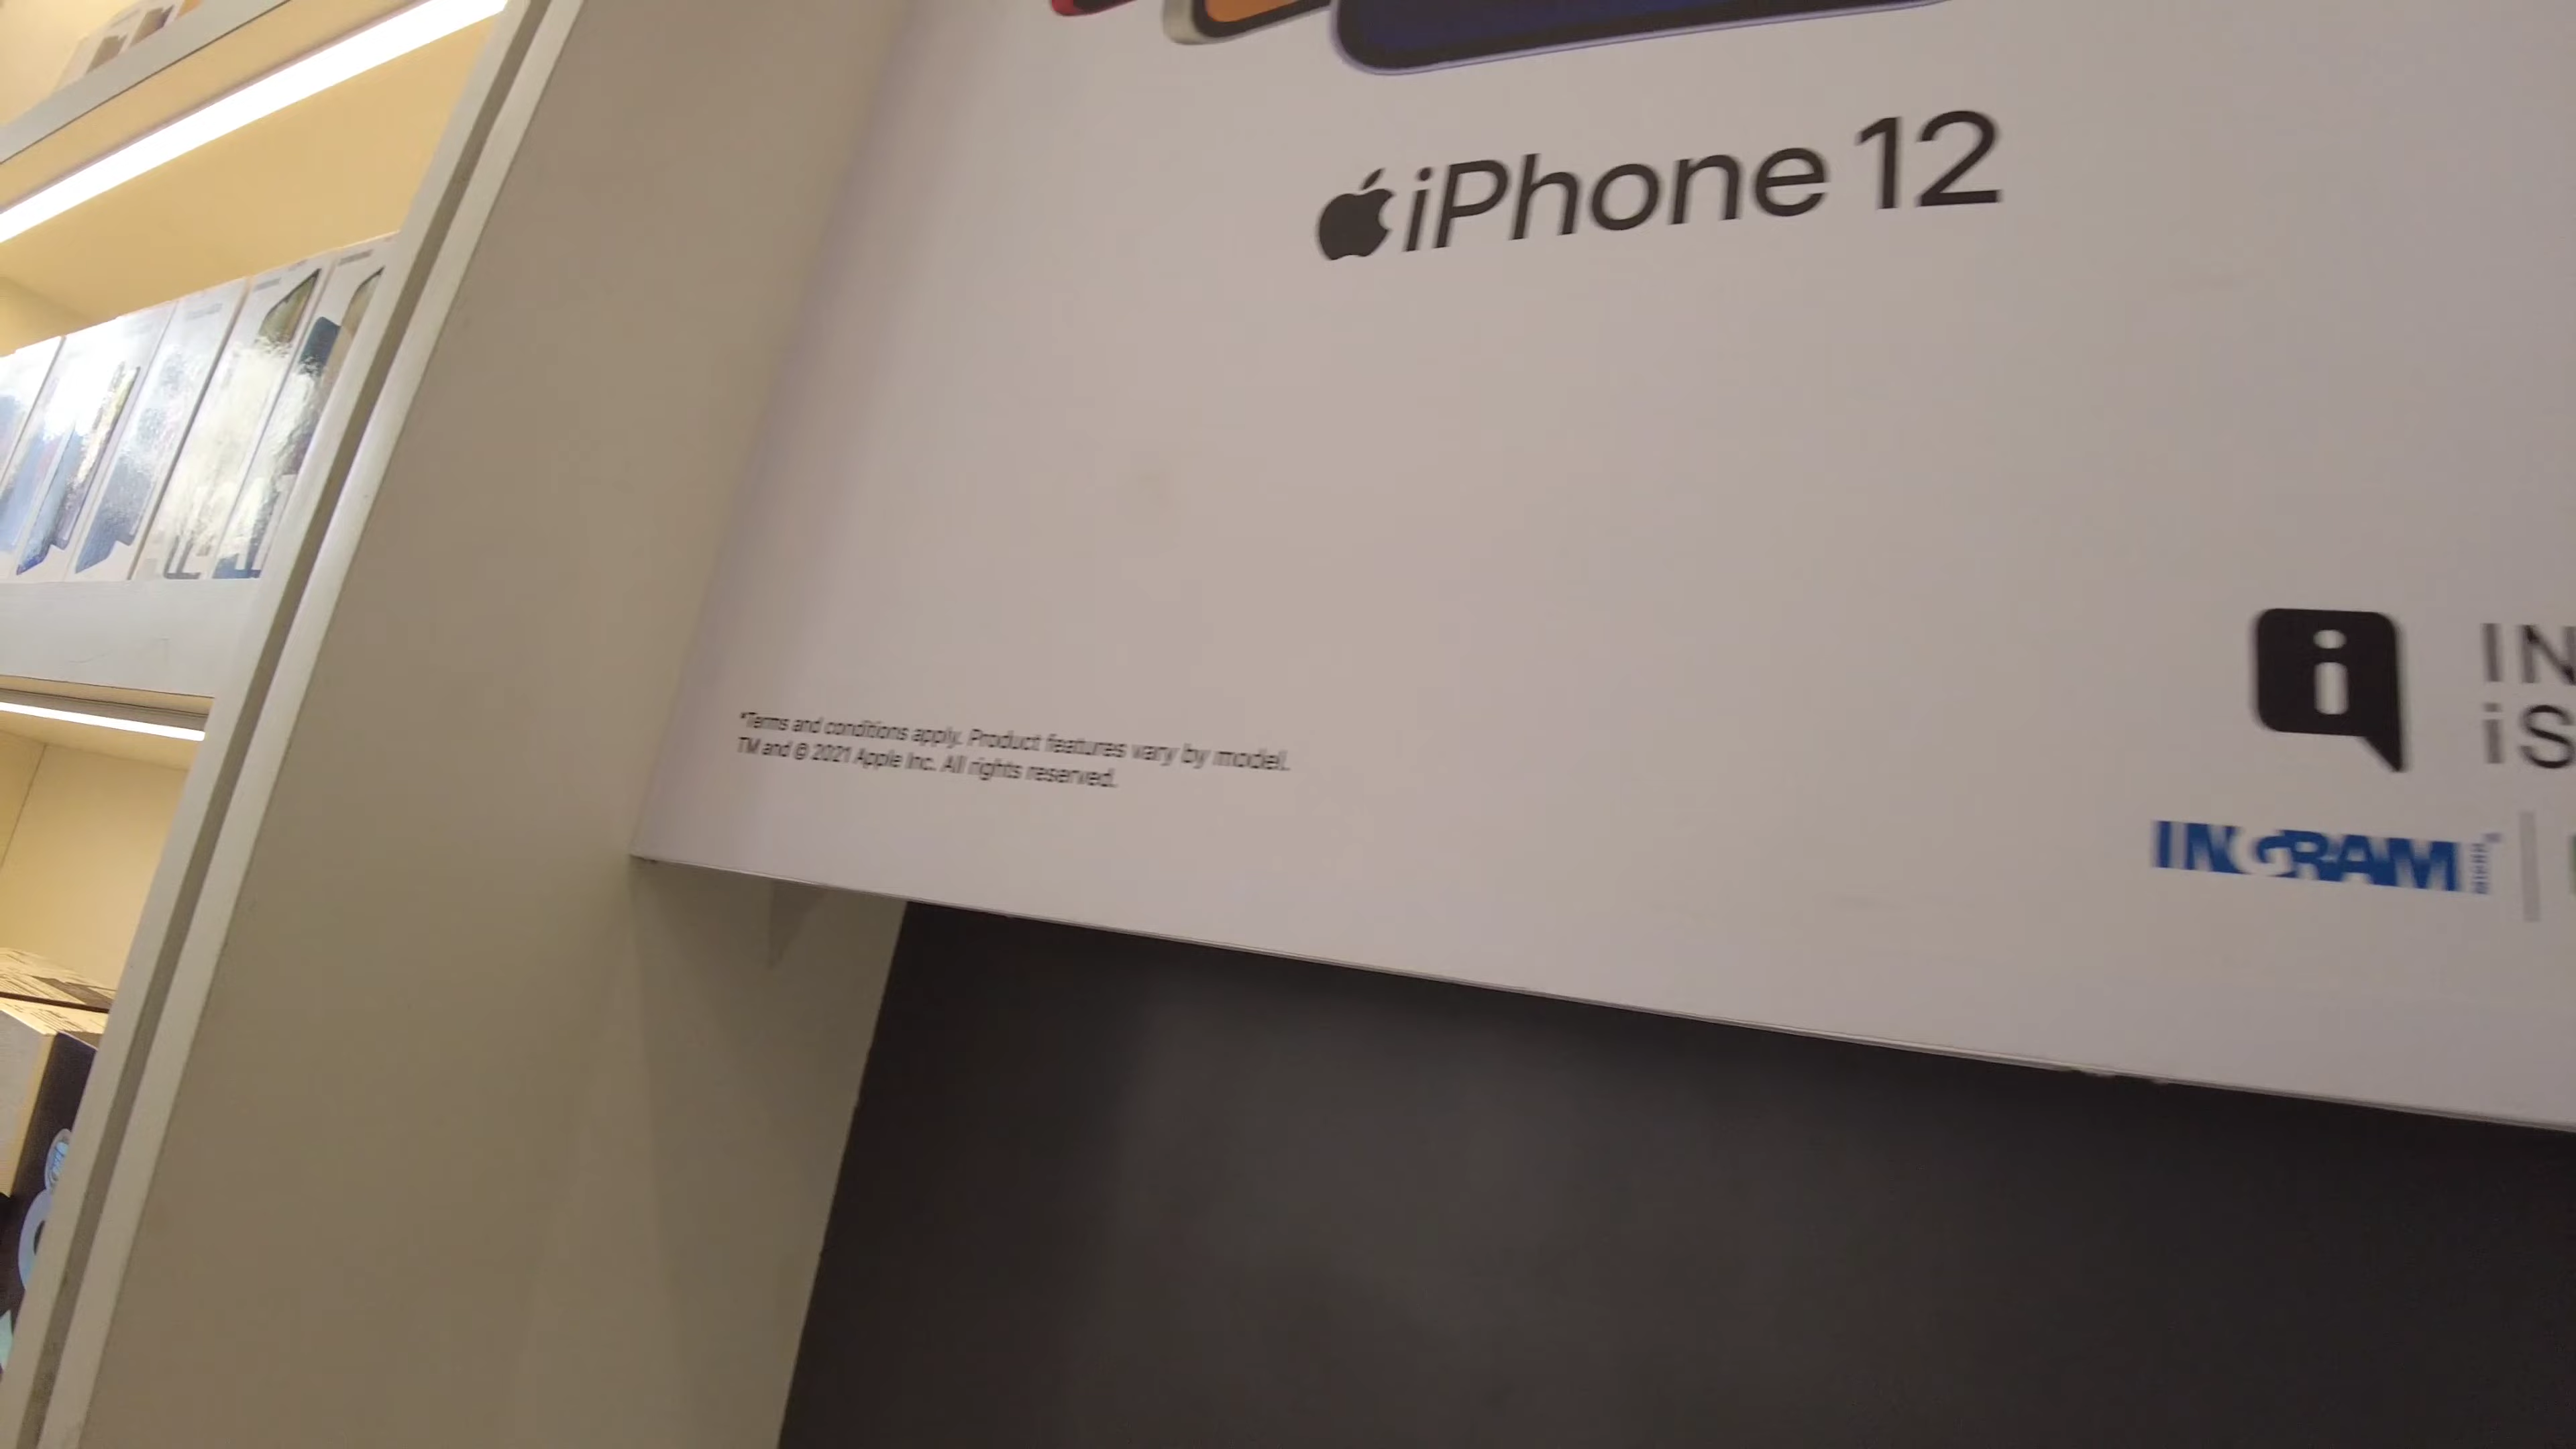 iPhone 12
*Terms and conditions apply. Product features vary by model.
TM and © 2021 Apple Inc. All rights reserved.
i
IN
iS
INGRAM